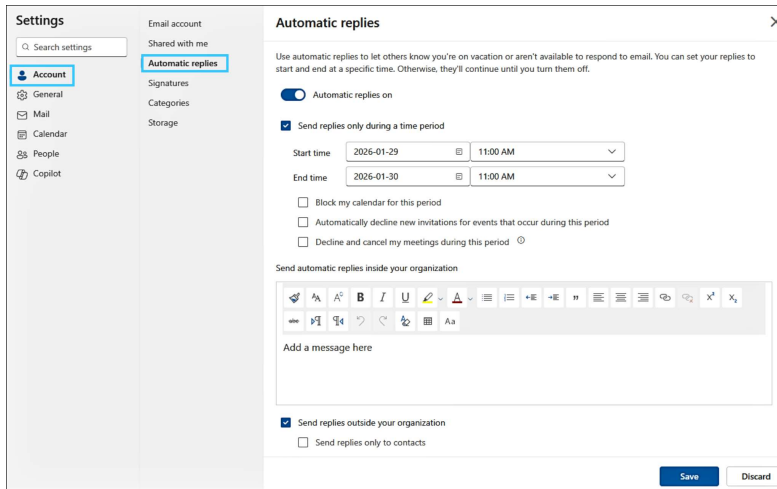 Settings
Search settings
Account
General
Mail
Calendar
People
Copilot
Email account
Shared with me
Automatic replies
Signatures
Categories
Storage
Automatic replies
Use automatic replies to let others know you're on vacation or aren't available to respond to email. You can set your replies to
start and end at a specific time. Otherwise, they'll continue until you turn them off.
Automatic replies on
Send replies only during a time period
Start time 2026-01-29 11:00 AM
End time 2026-01-30 11:00 AM
Block my calendar for this period
Automatically decline new invitations for events that occur during this period
Decline and cancel my meetings during this period
Send automatic replies inside your organization
Add a message here
Send replies outside your organization
Send replies only to contacts
Save Discard